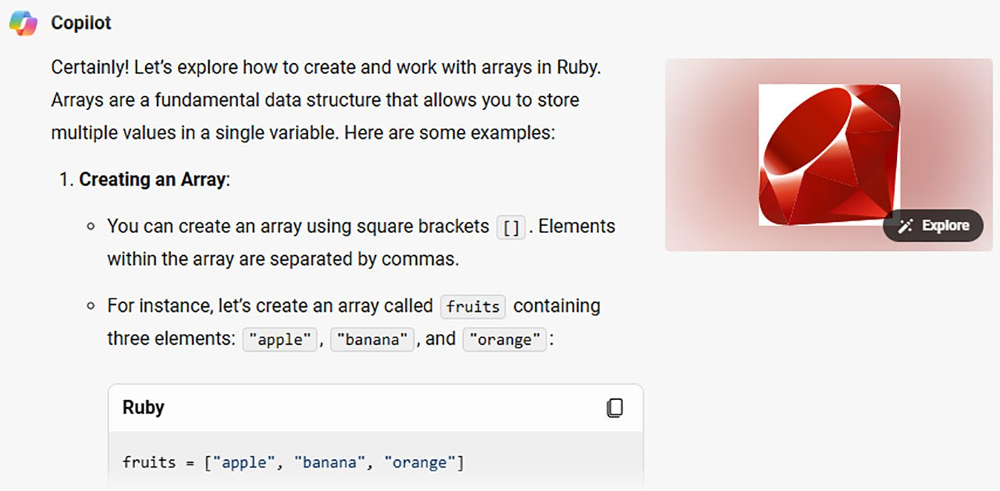 Copilot
Certainly! Let’s explore how to create and work with arrays in Ruby.
Arrays are a fundamental data structure that allows you to store
multiple values in a single variable. Here are some examples:
1. Creating an Array:
◦ You can create an array using square brackets []. Elements
within the array are separated by commas.
◦ For instance, let’s create an array called fruits containing
three elements: "apple", "banana", and "orange":
Ruby
fruits = ["apple", "banana", "orange"]
Explore